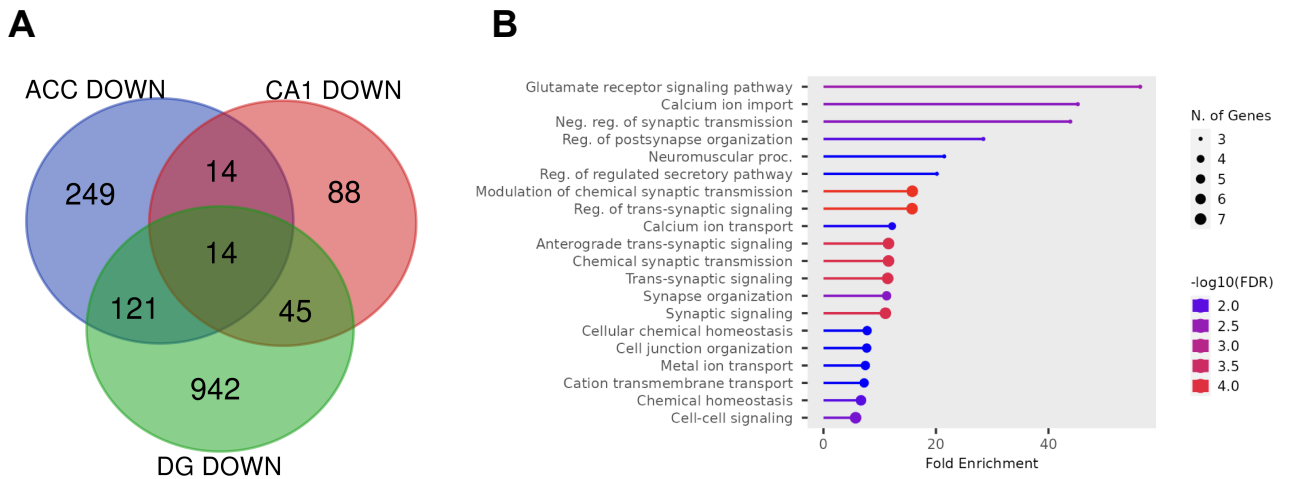 A
ACC DOWN
CA1 DOWN
14
249
88
14
121
45
942
DG DOWN
B
Glutamate receptor signaling pathway
Calcium ion import
Neg. reg. of synaptic transmission
Reg. of postsynapse organization
Neuromuscular proc.
Reg. of regulated secretory pathway
Modulation of chemical synaptic transmission
Reg. of trans-synaptic signaling
Calcium ion transport
Anterograde trans-synaptic signaling
Chemical synaptic transmission
Trans-synaptic signaling
Synapse organization
Synaptic signaling
Cellular chemical homeostasis
Cell junction organization
Metal ion transport
Cation transmembrane transport
Chemical homeostasis
Cell-cell signaling
0 20 40
Fold Enrichment
N. of Genes
3
4
5
6
7
-log10(FDR)
2.0
2.5
3.0
3.5
4.0